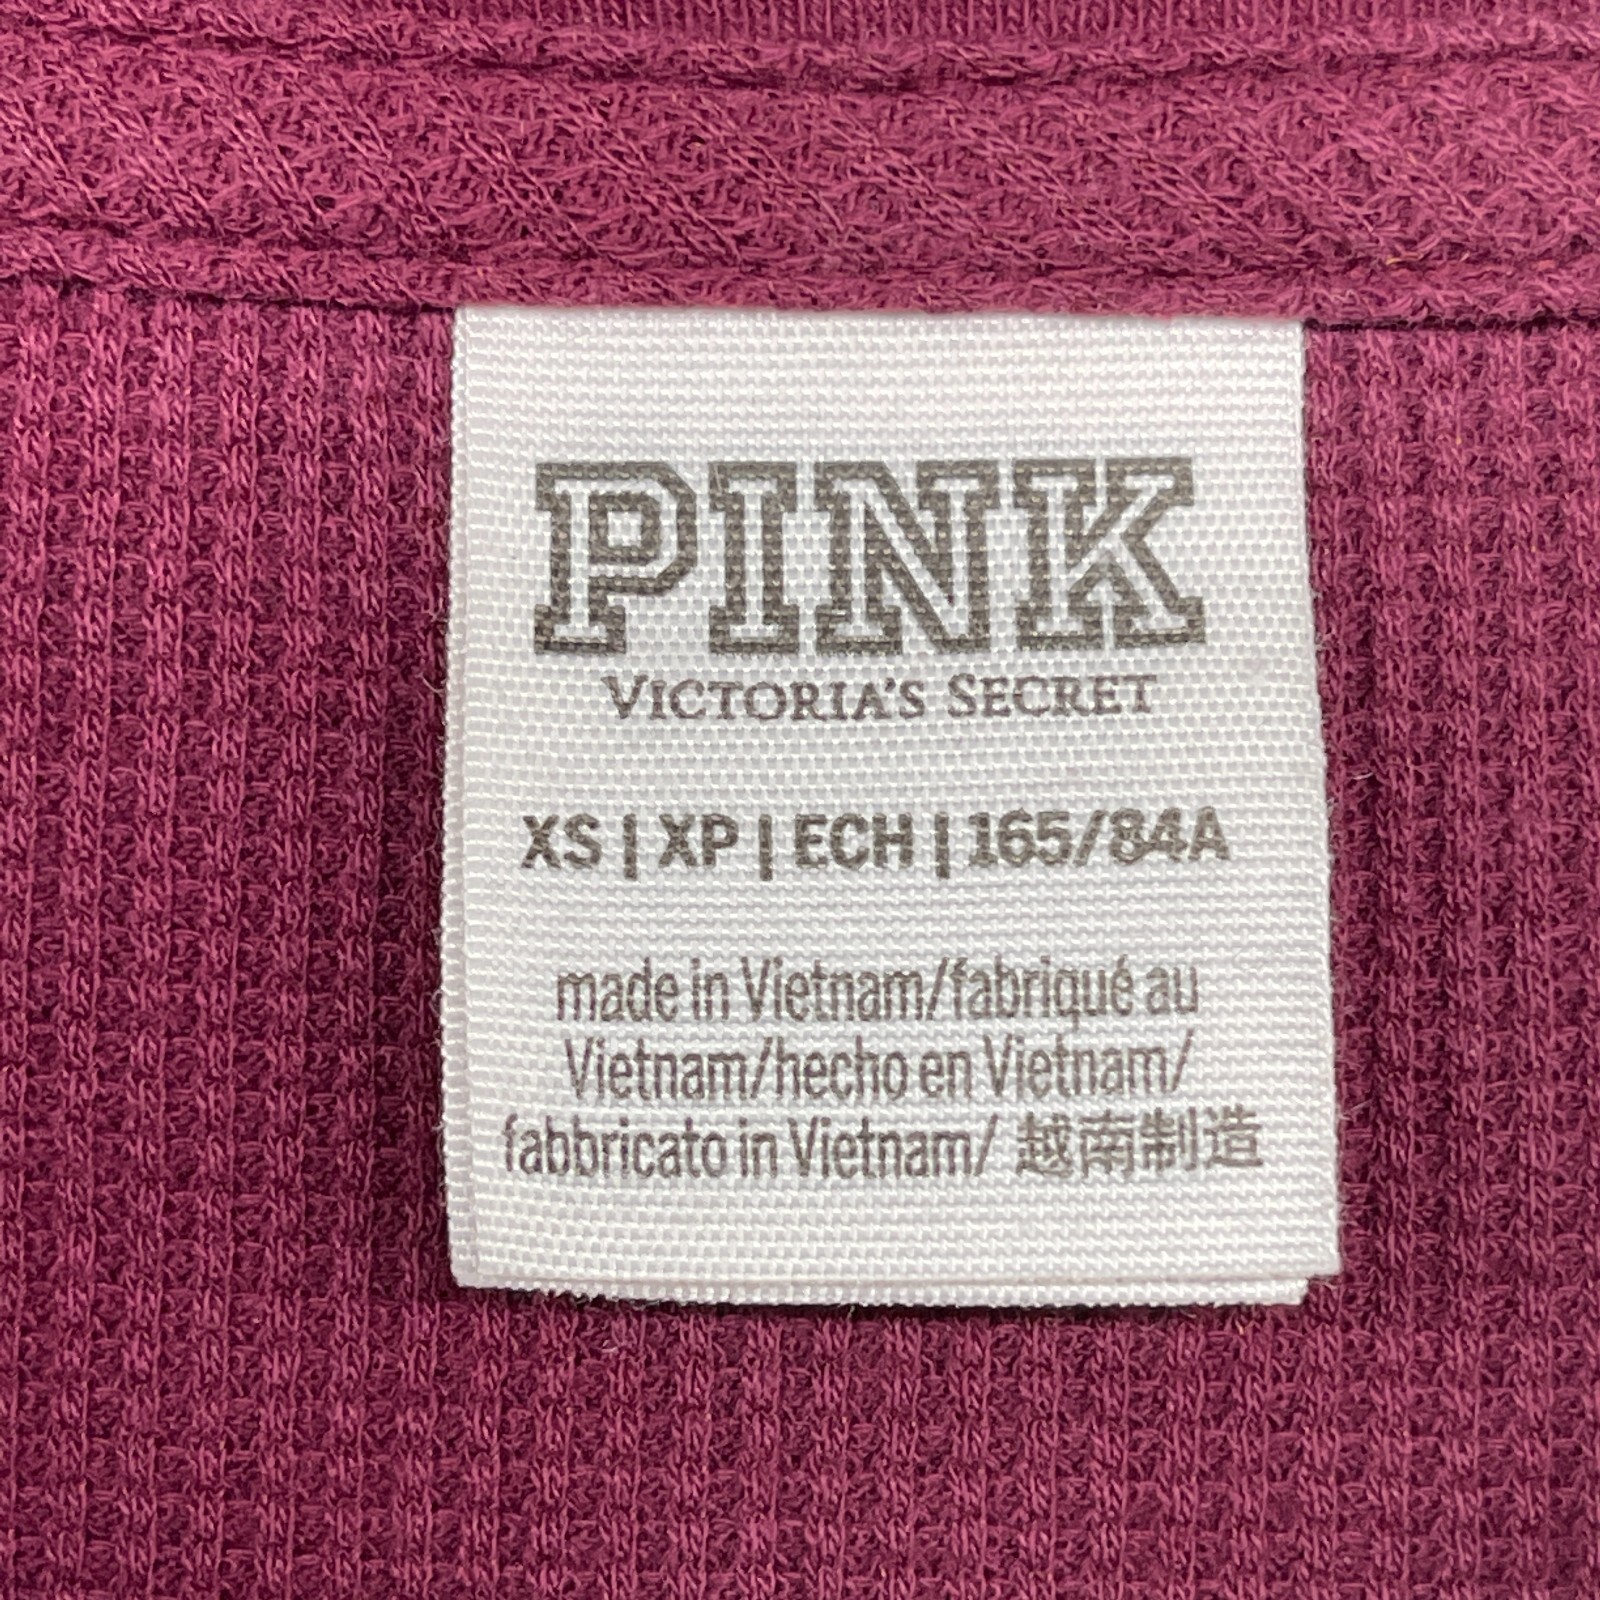 PINK
VICTORIA'S SECRET
XS | XP | ECH | 165/84A
made in Vietnam/fabriqué au
Vietnam/hecho en Vietnam/
fabbricato in Vietnam/ 越南制造